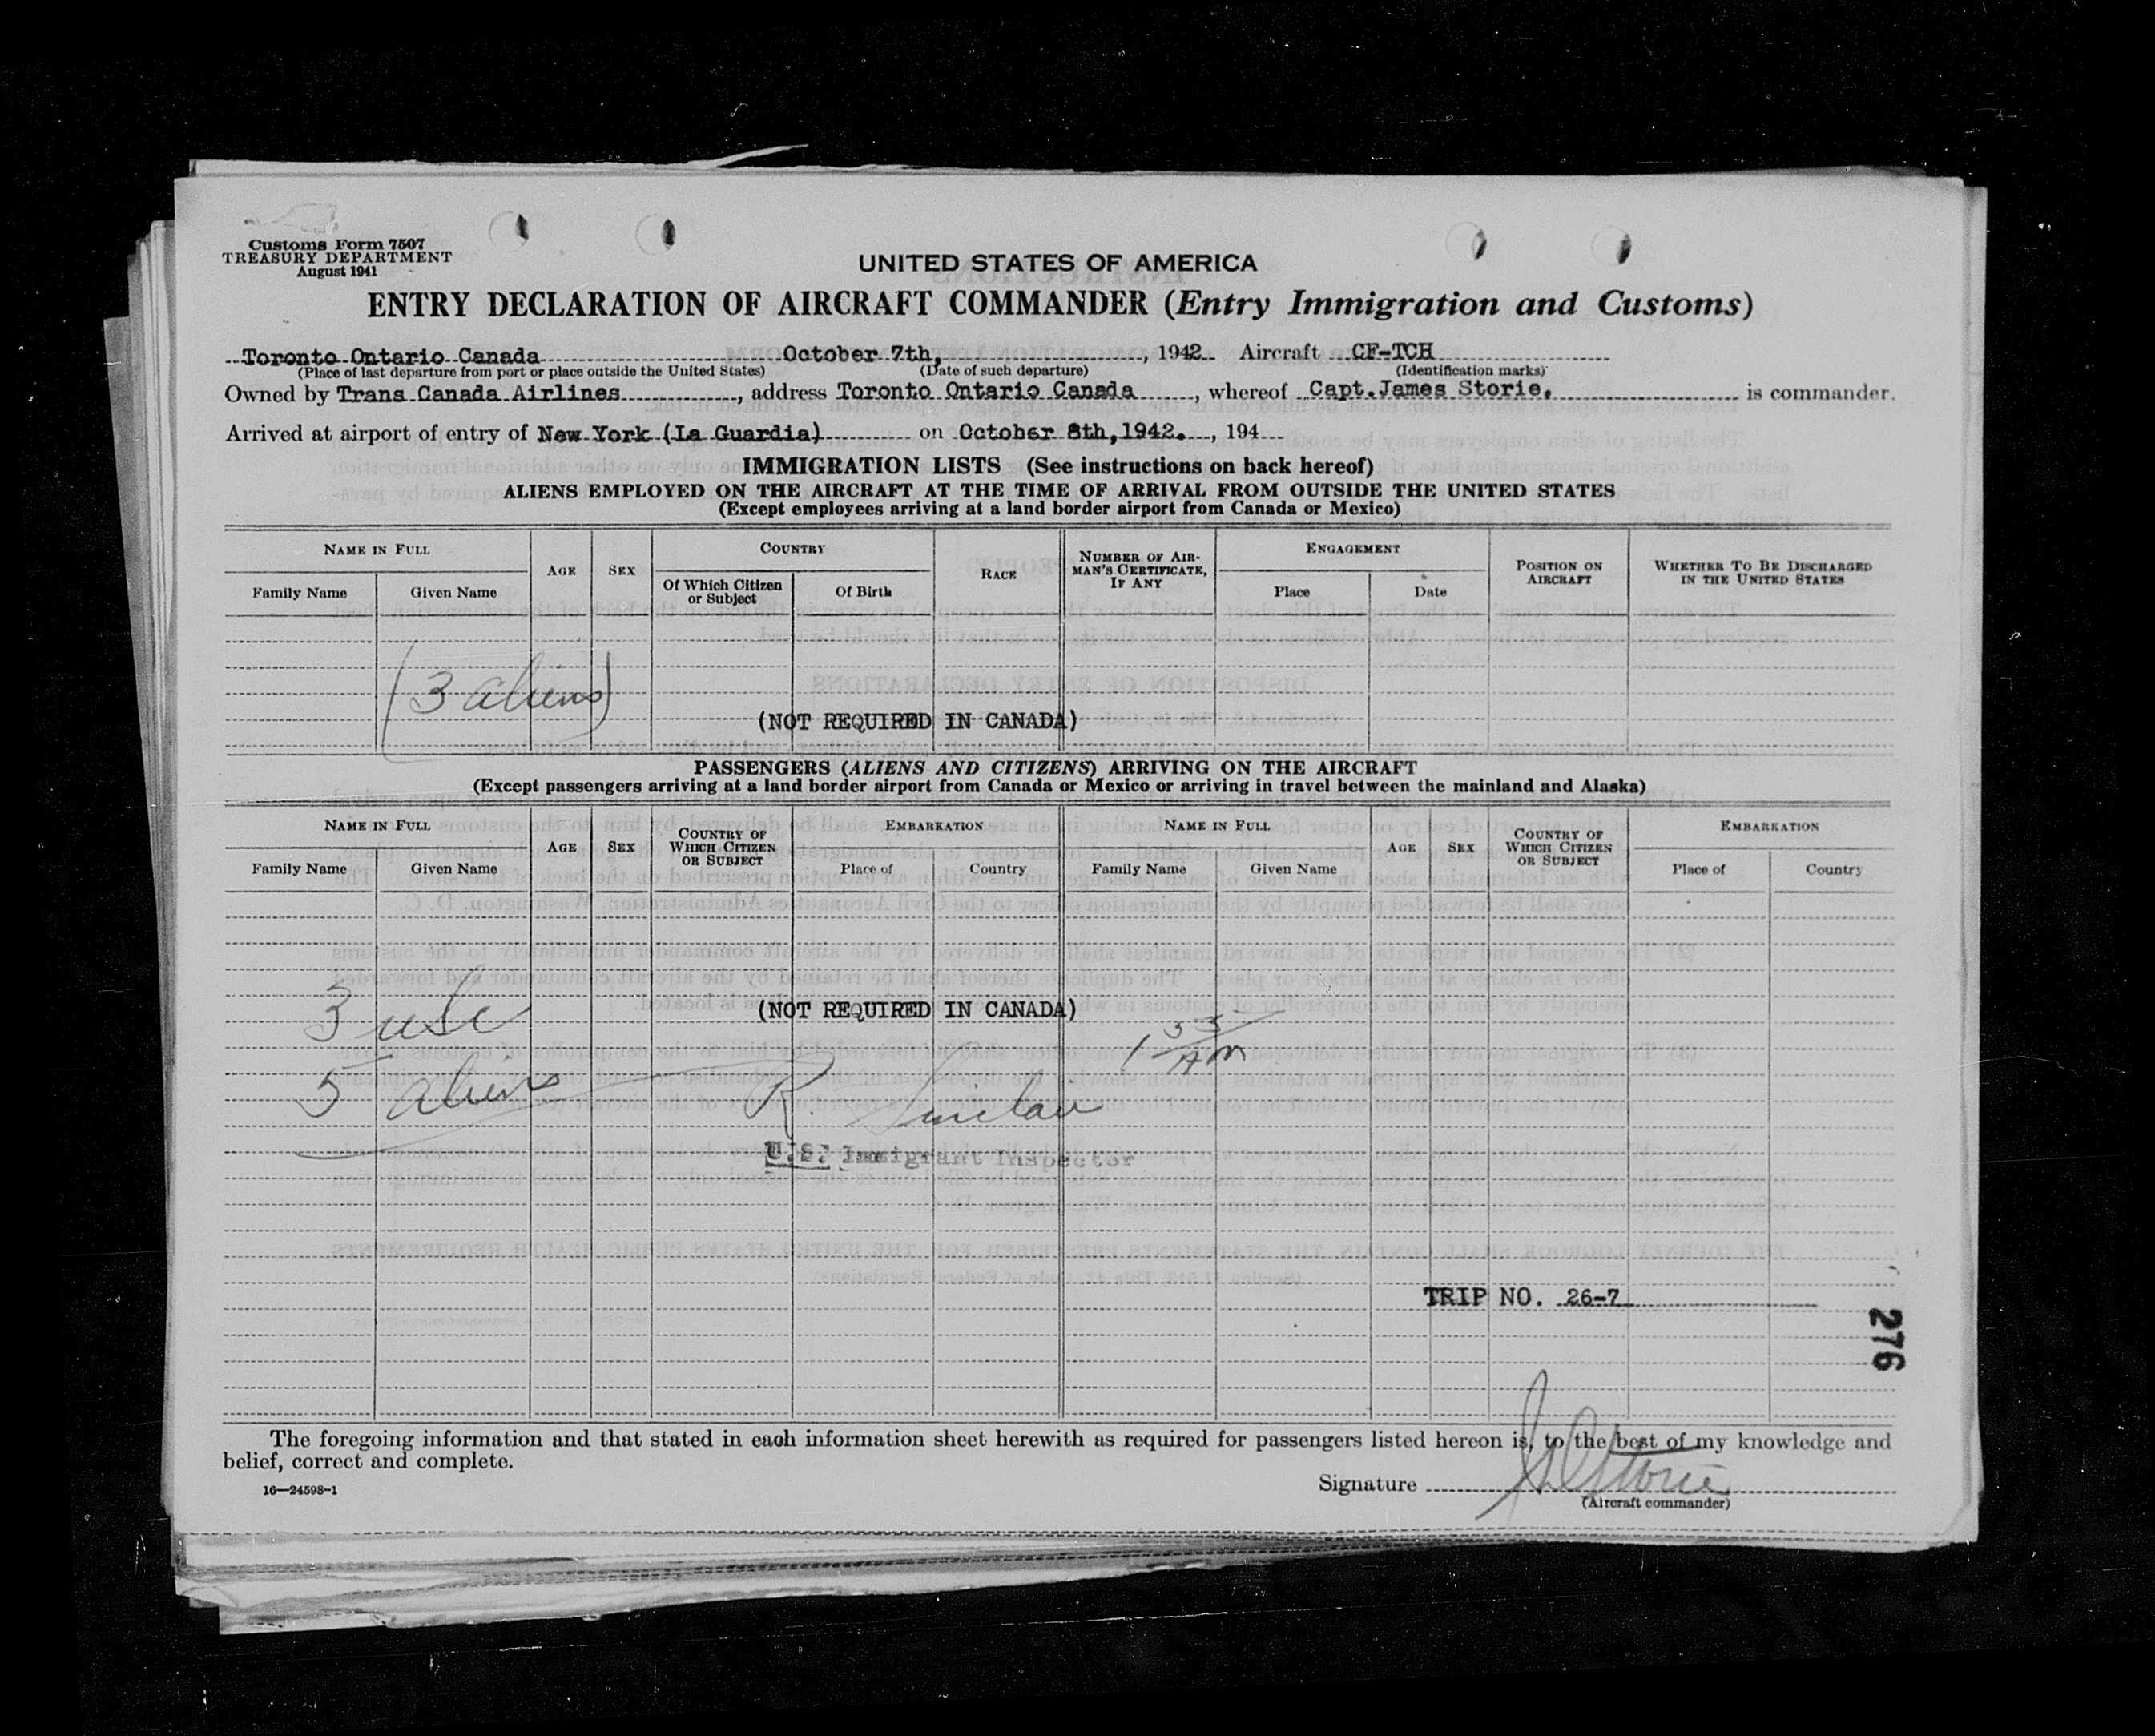 Customs Form 7507
TREASURY DEPARTMENT
August 1941
UNITED STATES OF AMERICA
ENTRY DECLARATION OF AIRCRAFT COMMANDER (Entry Immigration and Customs)
Toronto Ontario Canada October 7th, , 1942 Aircraft CF-TCH
(Place of last departure from port or place outside the United States) (Date of such departure) (Identification marks)
Owned by Trans Canada Airlines , address Toronto Ontario Canada , whereof Capt. James Storie. is commander.
Arrived at airport of entry of New York (La Guardia) on October 8th, 1942. , 194
IMMIGRATION LISTS (See instructions on back hereof)
ALIENS EMPLOYED ON THE AIRCRAFT AT THE TIME OF ARRIVAL FROM OUTSIDE THE UNITED STATES
(Except employees arriving at a land border airport from Canada or Mexico)
NAME IN FULL AGE SEX COUNTRY RACE NUMBER OF AIRMAN'S CERTIFICATE, IF ANY ENGAGEMENT POSITION ON AIRCRAFT WHETHER TO BE DISCHARGED IN THE UNITED STATES
Family Name Given Name Of Which Citizen or Subject Of Birth Place Date
(3 aliens)
(NOT REQUIRED IN CANADA)
PASSENGERS (ALIENS AND CITIZENS) ARRIVING ON THE AIRCRAFT
(Except passengers arriving at a land border airport from Canada or Mexico or arriving in travel between the mainland and Alaska)
NAME IN FULL AGE SEX COUNTRY OF WHICH CITIZEN OR SUBJECT EMBARKATION NAME IN FULL AGE SEX COUNTRY OF WHICH CITIZEN OR SUBJECT EMBARKATION
Family Name Given Name Place of Country Family Name Given Name Place of Country
3 usc
(NOT REQUIRED IN CANADA)
1 35 AM
5 aliens R. Sinclair
U.S. Immigrant Inspector
TRIP NO. 26-7
276
The foregoing information and that stated in each information sheet herewith as required for passengers listed hereon is, to the best of my knowledge and
belief, correct and complete.
16—24598-1
Signature J Storie
(Aircraft commander)